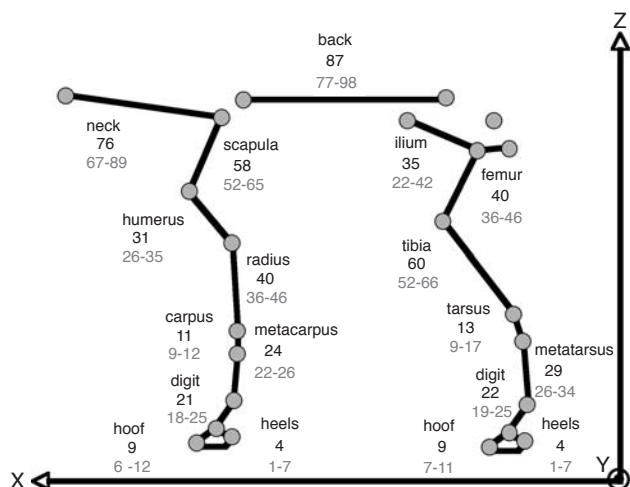 Z
back
87
77-98
neck
76
67-89
scapula
58
52-65
ilium
35
22-42
femur
40
36-46
humerus
31
26-35
radius
40
36-46
tibia
60
52-66
carpus
11
9-12
metacarpus
24
22-26
tarsus
13
9-17
metatarsus
29
26-34
digit
21
18-25
digit
22
19-25
hoof
9
6 -12
heels
4
1-7
hoof
9
7-11
heels
4
1-7
X
Y